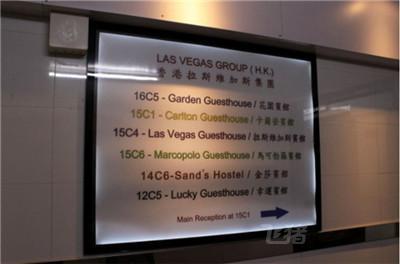 LAS VEGAS GROUP ( H.K.)
香港拉斯維加斯集團
16C5 - Garden Guesthouse / 花園賓館
15C1 - Carlton Guesthouse / 卡爾登賓館
15C4 - Las Vegas Guesthouse / 拉斯維加斯賓館
15C6 - Marcopolo Guesthouse / 馬可勃羅賓館
14C6-Sand's Hostel / 金莎賓館
12C5 - Lucky Guesthouse / 幸運賓館
Main Reception at 15C1
飞猪